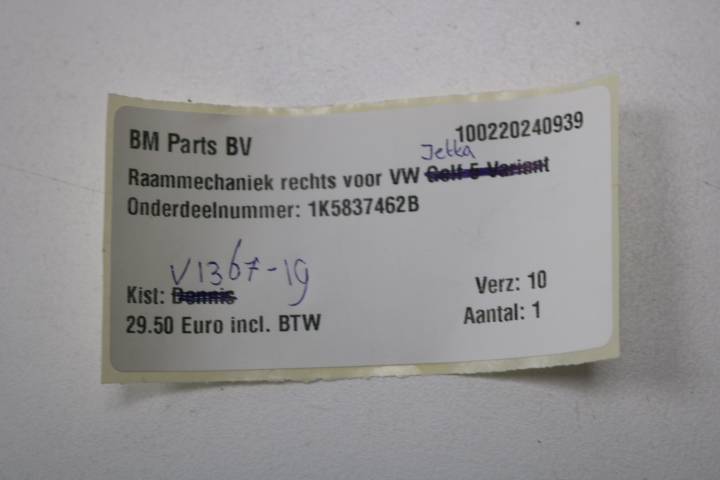 BM Parts BV 100220240939
Jetta
Raammechaniek rechts voor VW Golf 5 Variant
Onderdeelnummer: 1K5837462B
V1367-19
Kist: Dennis
Verz: 10
29.50 Euro incl. BTW
Aantal: 1